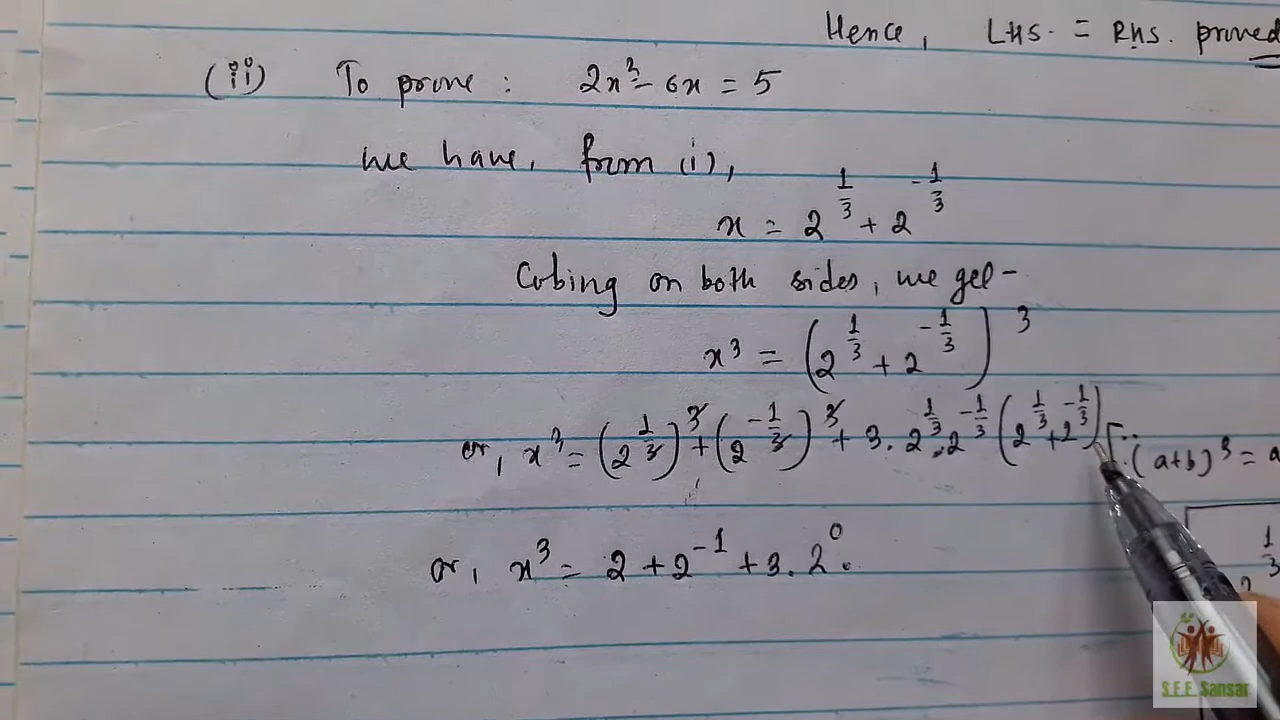 Hence, LHS. = RHS. proved
(ii) To prove : 2x³ - 6x = 5
we have, from (i),
x = 2^{1/3} + 2^{-1/3}
Cubing on both sides, we get-
x³ = (2^{1/3} + 2^{-1/3})³
or, x³ = (2^{1/3})³ + (2^{-1/3})³ + 3. 2^{1/3}. 2^{-1/3} (2^{1/3} + 2^{-1/3}) [∵ (a+b)³ = a
or, x³ = 2 + 2^{-1} + 3. 2⁰.
1/3
2
S.E.E. Sansar